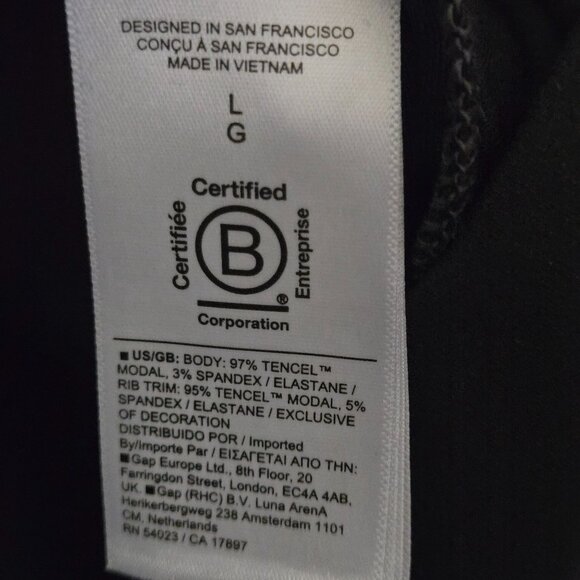 DESIGNED IN SAN FRANCISCO
CONÇU À SAN FRANCISCO
MADE IN VIETNAM
L
G
Certified
Certifiée
B
Entreprise
®
Corporation
■ US/GB: BODY: 97% TENCEL™
MODAL, 3% SPANDEX / ELASTANE /
RIB TRIM: 95% TENCEL™ MODAL, 5%
SPANDEX / ELASTANE / EXCLUSIVE
OF DECORATION
DISTRIBUIDO POR / Imported
By/Importe Par / ΕΙΣΑΓΕΤΑΙ ΑΠΟ ΤΗΝ:
■Gap Europe Ltd., 8th Floor, 20
Farringdon Street, London, EC4A 4AB,
UK. ■Gap (RHC) B.V. Luna ArenA
Herikerbergweg 238 Amsterdam 1101
CM. Netherlands
RN 54023 / CA 17897